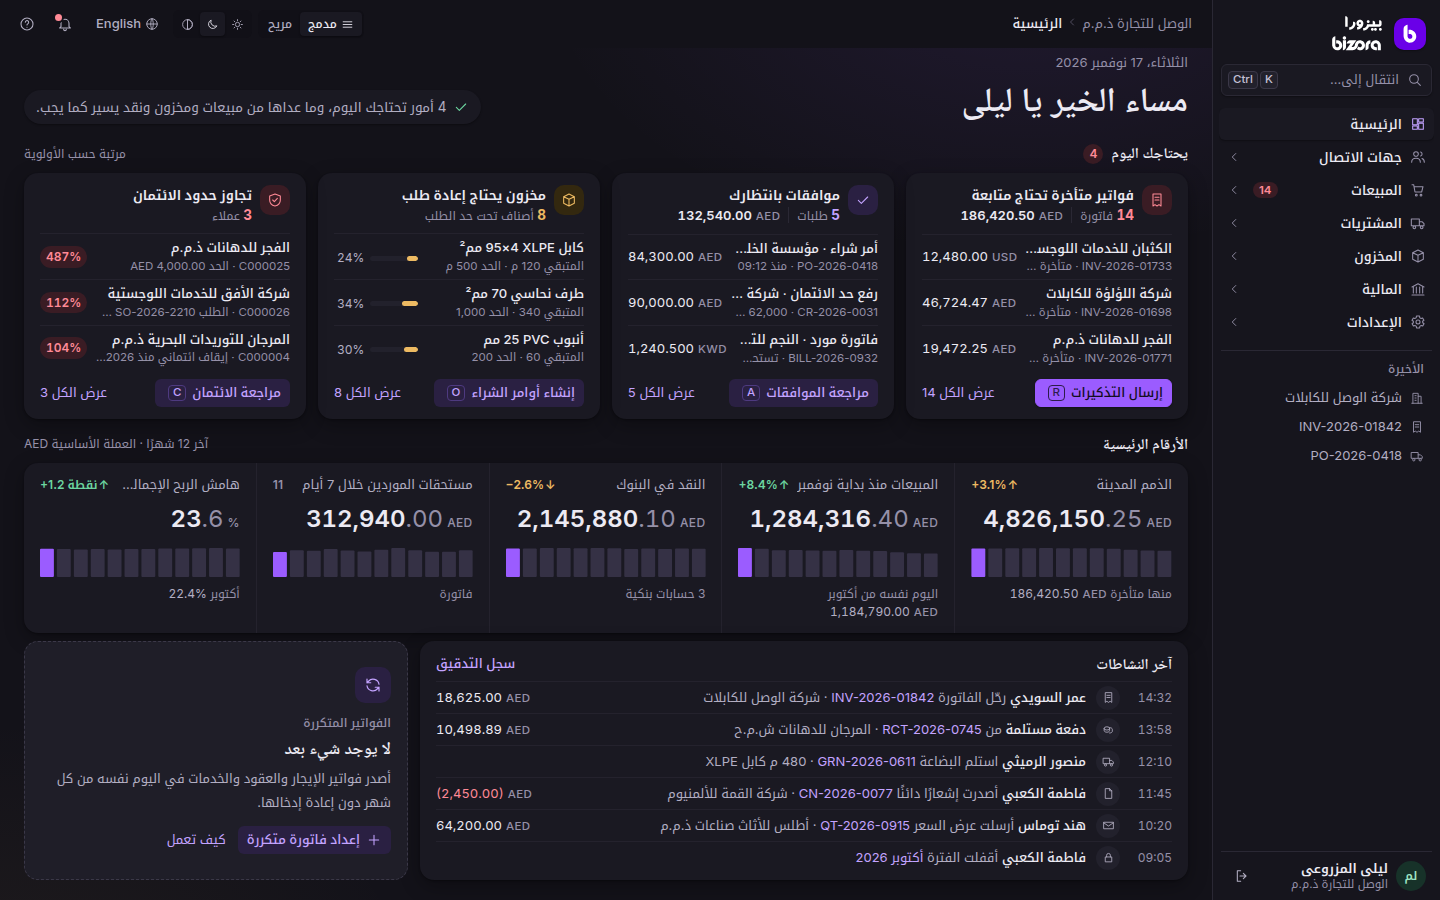 بيزورا
bizora
انتقال إلى...
Ctrl K
الرئيسية
جهات الاتصال
المبيعات 14
المشتريات
المخزون
المالية
الإعدادات
الأخيرة
شركة الوصل للكابلات
INV-2026-01842
PO-2026-0418
ليلى المزروعي
الوصل للتجارة ذ.م.م
لم
الوصل للتجارة ذ.م.م الرئيسية
مدمج مريح
English
الثلاثاء، 17 نوفمبر 2026
مساء الخير يا ليلى
4 أمور تحتاجك اليوم، وما عداها من مبيعات ومخزون ونقد يسير كما يجب.
يحتاجك اليوم 4
مرتبة حسب الأولوية
فواتير متأخرة تحتاج متابعة
14 فاتورة 186,420.50 AED
الكثبان للخدمات اللوجس... 12,480.00 USD
INV-2026-01733 · متأخرة ...
شركة اللؤلؤة للكابلات 46,724.47 AED
INV-2026-01698 · متأخرة ...
الفجر للدهانات ذ.م.م 19,472.25 AED
INV-2026-01771 · متأخرة ...
إرسال التذكيرات R عرض الكل 14
موافقات بانتظارك
5 طلبات 132,540.00 AED
أمر شراء · مؤسسة الخل... 84,300.00 AED
PO-2026-0418 · منذ 09:12
رفع حد الائتمان · شركة ... 90,000.00 AED
CR-2026-0031 · 62,000 ...
فاتورة مورد · النجم للتـ... 1,240.500 KWD
BILL-2026-0932 · تستحـ...
مراجعة الموافقات A عرض الكل 5
مخزون يحتاج إعادة طلب
8 أصناف تحت حد الطلب
كابل 95×4 XLPE مم² 24%
المتبقي 120 م · الحد 500 م
طرف نحاسي 70 مم² 34%
المتبقي 340 · الحد 1,000
أنبوب PVC 25 مم 30%
المتبقي 60 · الحد 200
إنشاء أوامر الشراء O عرض الكل 8
تجاوز حدود الائتمان
3 عملاء
الفجر للدهانات ذ.م.م 487%
C000025 · الحد 4,000.00 AED
شركة الأفق للخدمات اللوجستية 112%
C000026 · الطلب SO-2026-2210 ...
المرجان للتوريدات البحرية ذ.م.م 104%
C000004 · إيقاف ائتماني منذ 2026...
مراجعة الائتمان C عرض الكل 3
الأرقام الرئيسية
آخر 12 شهرًا · العملة الأساسية AED
الذمم المدينة +3.1%↑
4,826,150.25 AED
منها متأخرة 186,420.50 AED
المبيعات منذ بداية نوفمبر +8.4%↑
1,284,316.40 AED
اليوم نفسه من أكتوبر
1,184,790.00 AED
النقد في البنوك −2.6%↓
2,145,880.10 AED
3 حسابات بنكية
مستحقات الموردين خلال 7 أيام 11
312,940.00 AED
فاتورة
هامش الربح الإجمالـ... +1.2 نقطة↑
23.6 %
أكتوبر 22.4%
آخر النشاطات
سجل التدقيق
14:32 عمر السويدي رحّل الفاتورة INV-2026-01842 · شركة الوصل للكابلات 18,625.00 AED
13:58 دفعة مستلمة من RCT-2026-0745 · المرجان للدهانات ش.م.ح 10,498.89 AED
12:10 منصور الرميثي استلم البضاعة GRN-2026-0611 · 480 م كابل XLPE
11:45 فاطمة الكعبي أصدرت إشعارًا دائنًا CN-2026-0077 · شركة القمة للألمنيوم (2,450.00) AED
10:20 هند توماس أرسلت عرض السعر QT-2026-0915 · أطلس للأثاث صناعات ذ.م.م 64,200.00 AED
09:05 فاطمة الكعبي أقفلت الفترة أكتوبر 2026
الفواتير المتكررة
لا يوجد شيء بعد
أصدر فواتير الإيجار والعقود والخدمات في اليوم نفسه من كل
شهر دون إعادة إدخالها.
إعداد فاتورة متكررة كيف تعمل